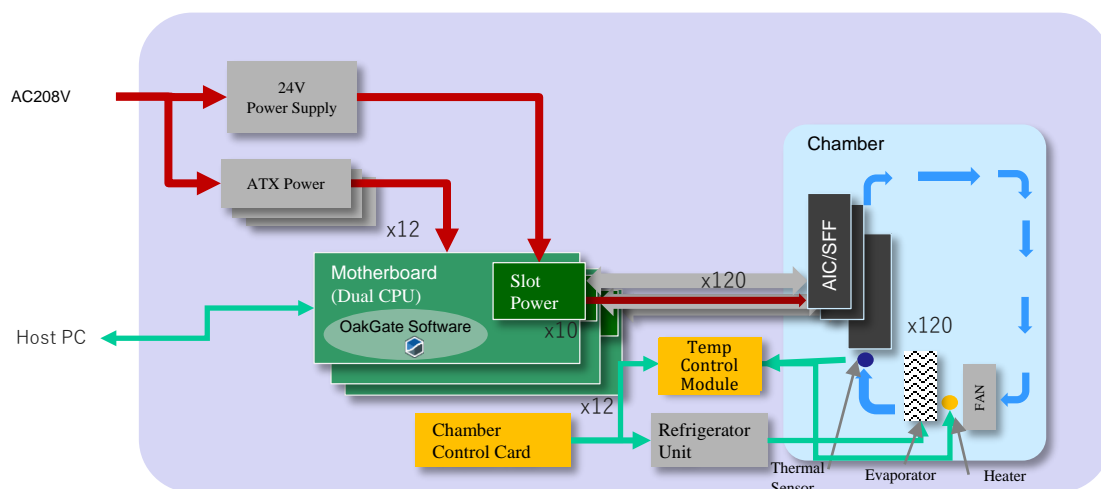 AC208V
24V
Power Supply
ATX Power
x12
Motherboard
(Dual CPU)
OakGate Software
Slot
Power
x10
x12
x120
Host PC
Chamber
AIC/SFF
x120
Temp
Control
Module
Chamber
Control Card
Refrigerator
Unit
FAN
Thermal
Sensor
Evaporator
Heater